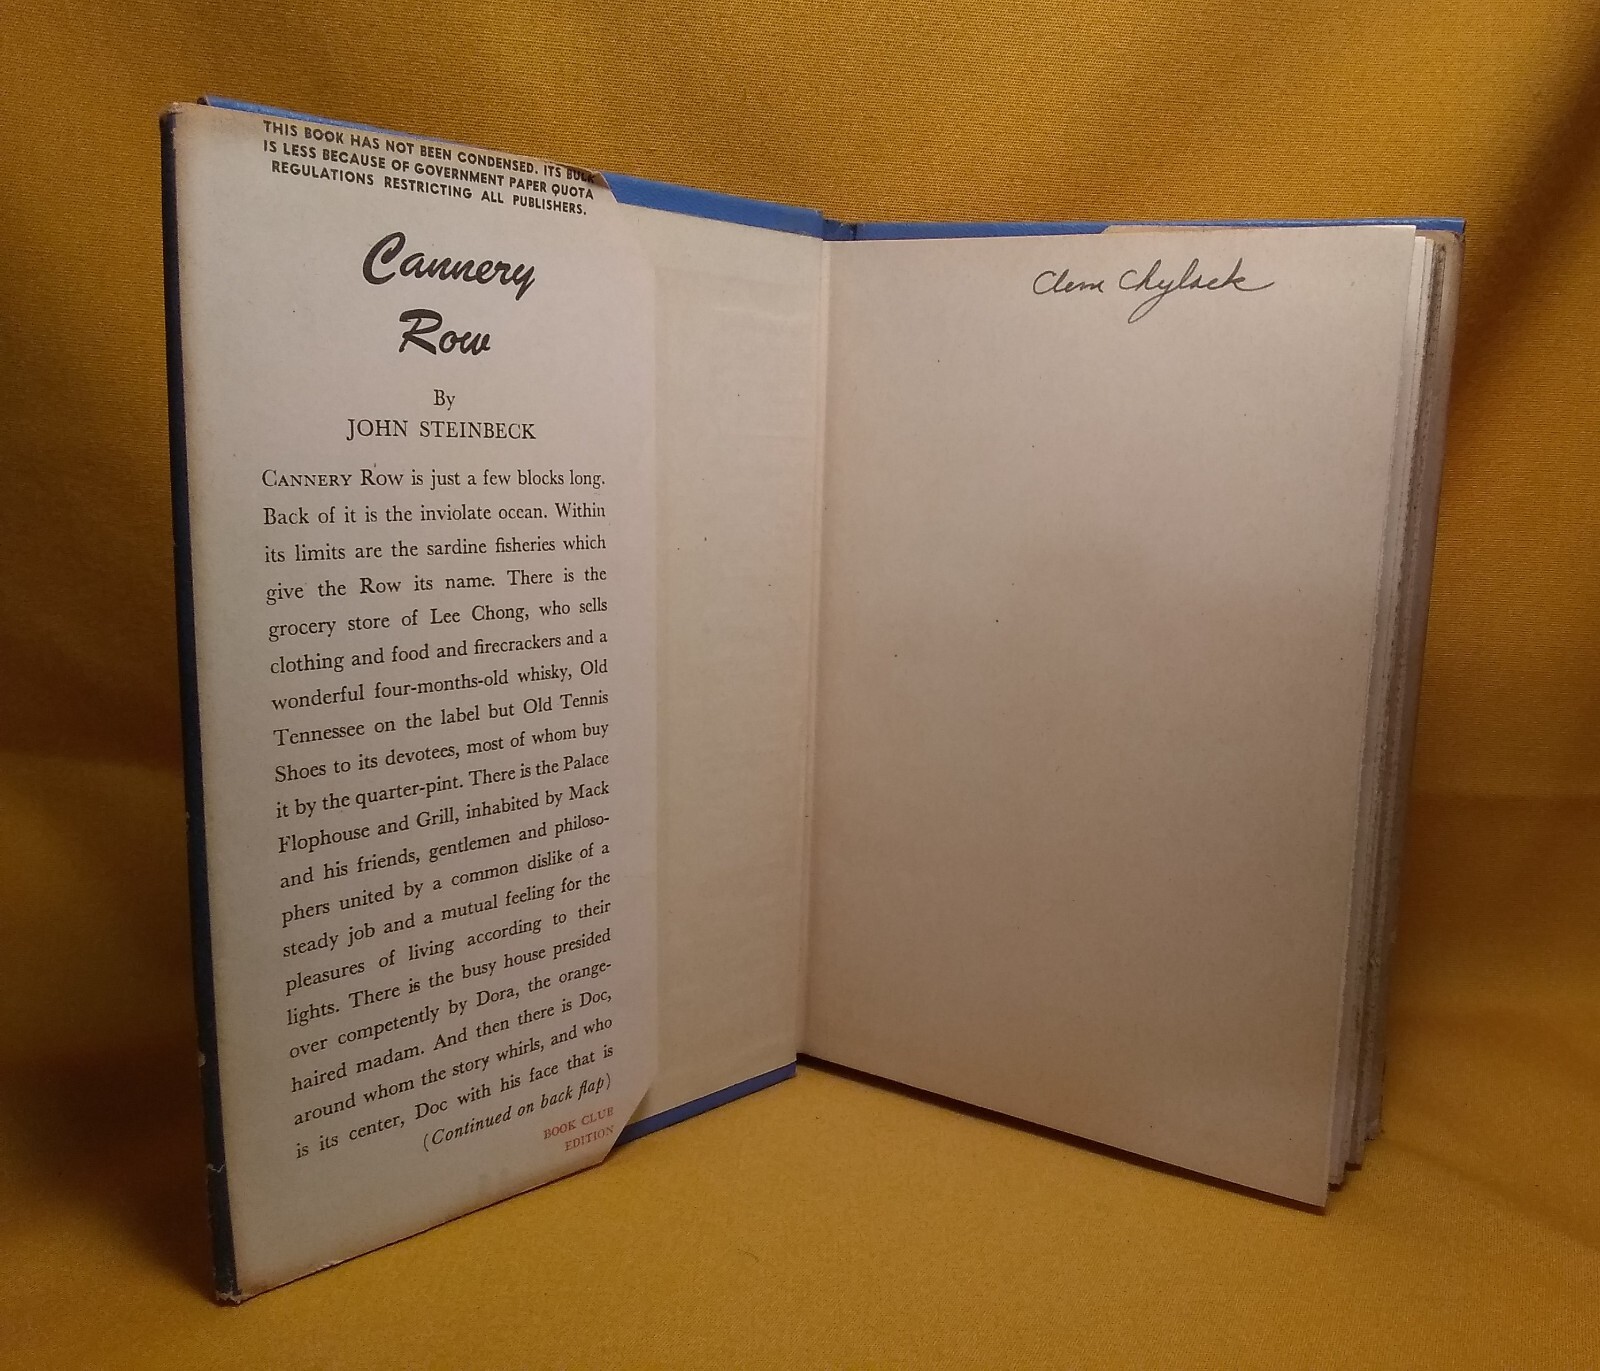 THIS BOOK HAS NOT BEEN CONDENSED. ITS BULK
IS LESS BECAUSE OF GOVERNMENT PAPER QUOTA
REGULATIONS RESTRICTING ALL PUBLISHERS.
Cannery
Row
By
JOHN STEINBECK
CANNERY ROW is just a few blocks long.
Back of it is the inviolate ocean. Within
its limits are the sardine fisheries which
give the Row its name. There is the
grocery store of Lee Chong, who sells
clothing and food and firecrackers and a
wonderful four-months-old whisky, Old
Tennessee on the label but Old Tennis
Shoes to its devotees, most of whom buy
it by the quarter-pint. There is the Palace
Flophouse and Grill, inhabited by Mack
and his friends, gentlemen and philoso-
phers united by a common dislike of a
steady job and a mutual feeling for the
pleasures of living according to their
lights. There is the busy house presided
over competently by Dora, the orange-
haired madam. And then there is Doc,
around whom the story whirls, and who
is its center, Doc with his face that is
(Continued on back flap)
BOOK CLUB
EDITION
Clem Chylack